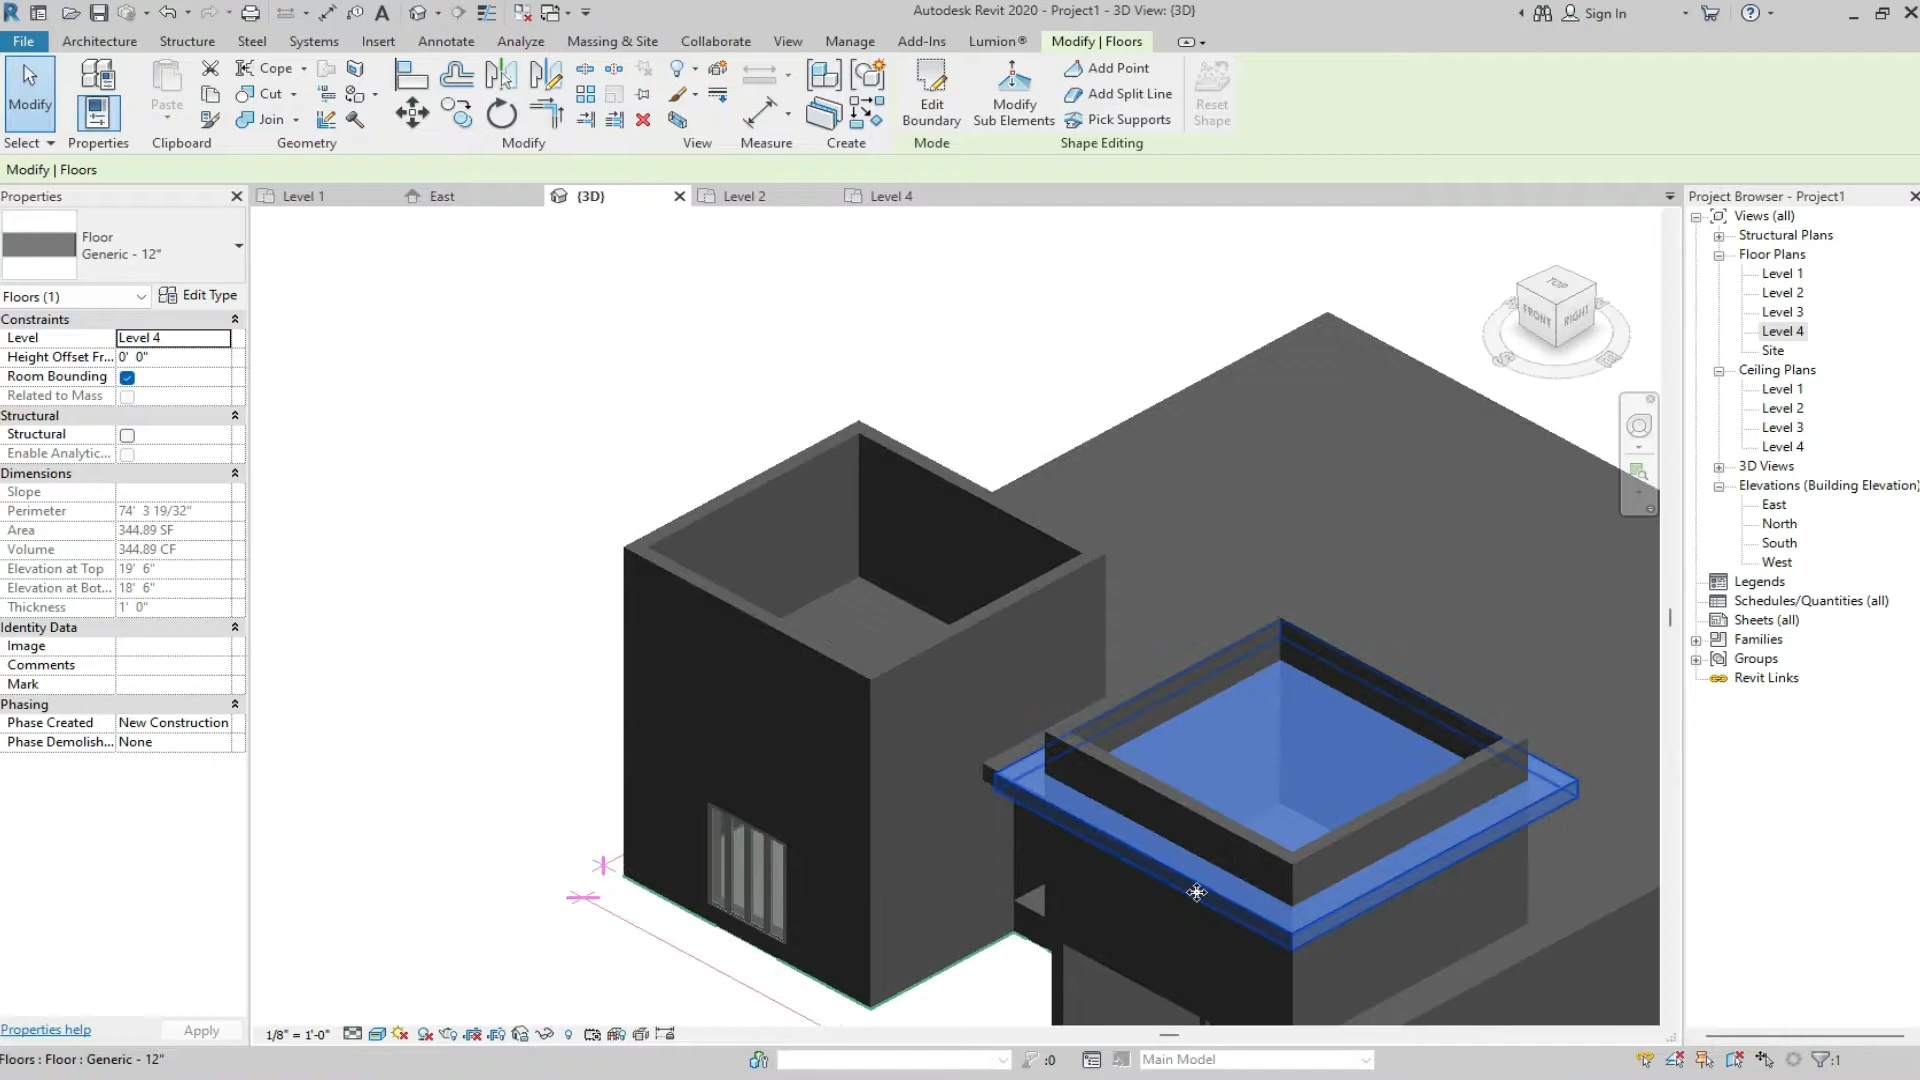 Autodesk Revit 2020 - Project1 - 3D View: {3D}
Sign In
File Architecture Structure Steel Systems Insert Annotate Analyze Massing & Site Collaborate View Manage Add-Ins Lumion® Modify | Floors
Modify
Select
Properties
Paste
Clipboard
Cope
Cut
Join
Geometry
Modify
View
Measure
Create
Edit
Boundary
Mode
Modify
Sub Elements
Add Point
Add Split Line
Pick Supports
Shape Editing
Reset
Shape
Modify | Floors
Properties
Level 1
East
{3D}
Level 2
Level 4
Project Browser - Project1
Floor
Generic - 12"
Floors (1)
Edit Type
Constraints
Level Level 4
Height Offset Fr... 0' 0"
Room Bounding
Related to Mass
Structural
Structural
Enable Analytic...
Dimensions
Slope
Perimeter 74' 3 19/32"
Area 344.89 SF
Volume 344.89 CF
Elevation at Top 19' 6"
Elevation at Bot... 18' 6"
Thickness 1' 0"
Identity Data
Image
Comments
Mark
Phasing
Phase Created New Construction
Phase Demolish... None
Properties help
Apply
TOP
FRONT
RIGHT
Views (all)
Structural Plans
Floor Plans
Level 1
Level 2
Level 3
Level 4
Site
Ceiling Plans
Level 1
Level 2
Level 3
Level 4
3D Views
Elevations (Building Elevation)
East
North
South
West
Legends
Schedules/Quantities (all)
Sheets (all)
Families
Groups
Revit Links
1/8" = 1'-0"
Floors : Floor : Generic - 12"
:0
Main Model
:1